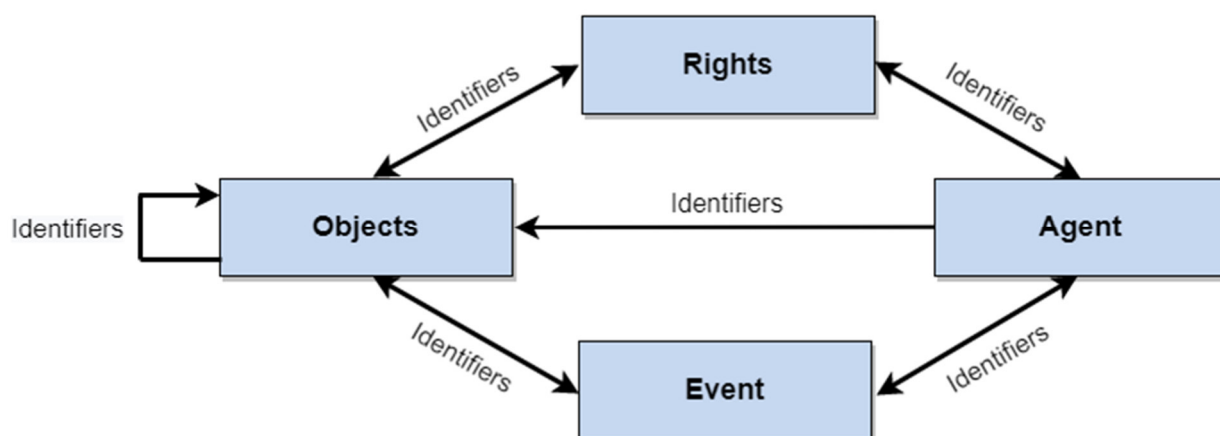 Rights
Identifiers
Identifiers
Identifiers
Objects
Identifiers
Agent
Identifiers
Event
Identifiers